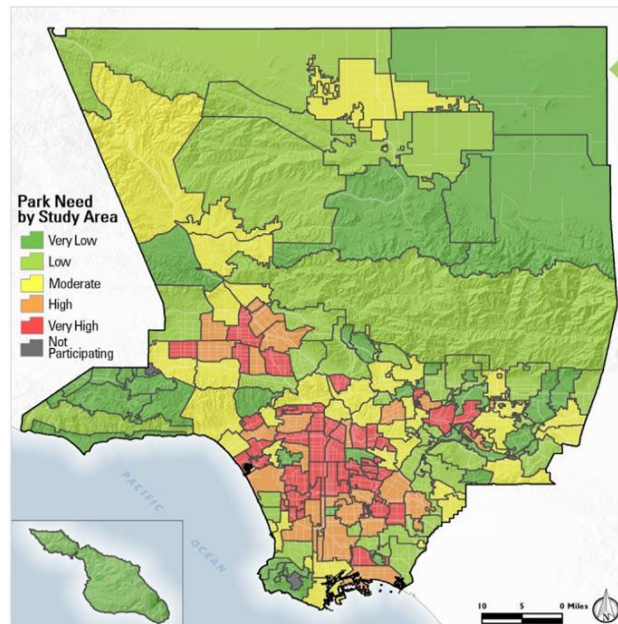 Park Need
by Study Area
Very Low
Low
Moderate
High
Very High
Not
Participating
PACIFIC
OCEAN
10 5 0 Miles
N